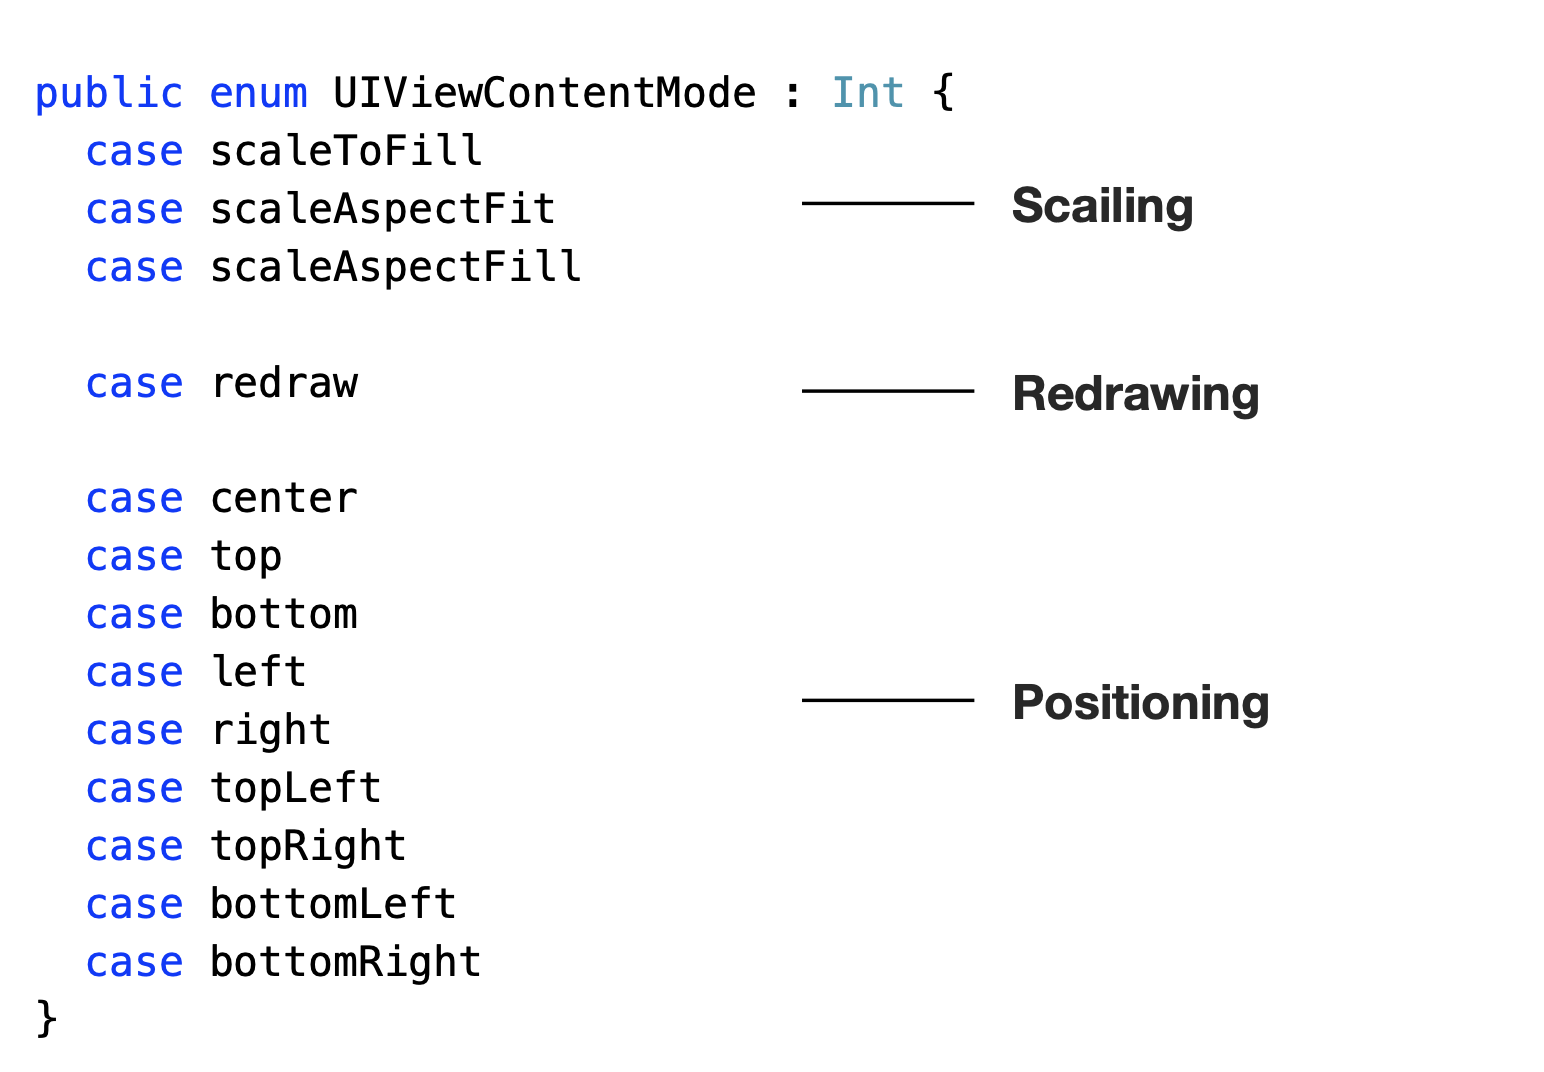 public enum UIViewContentMode : Int {
case scaleToFill
case scaleAspectFit
Scailing
case scaleAspectFill
case redraw
Redrawing
case center
case top
case bottom
case left
Positioning
case right
case topLeft
case topRight
case bottomLeft
case bottomRight
}